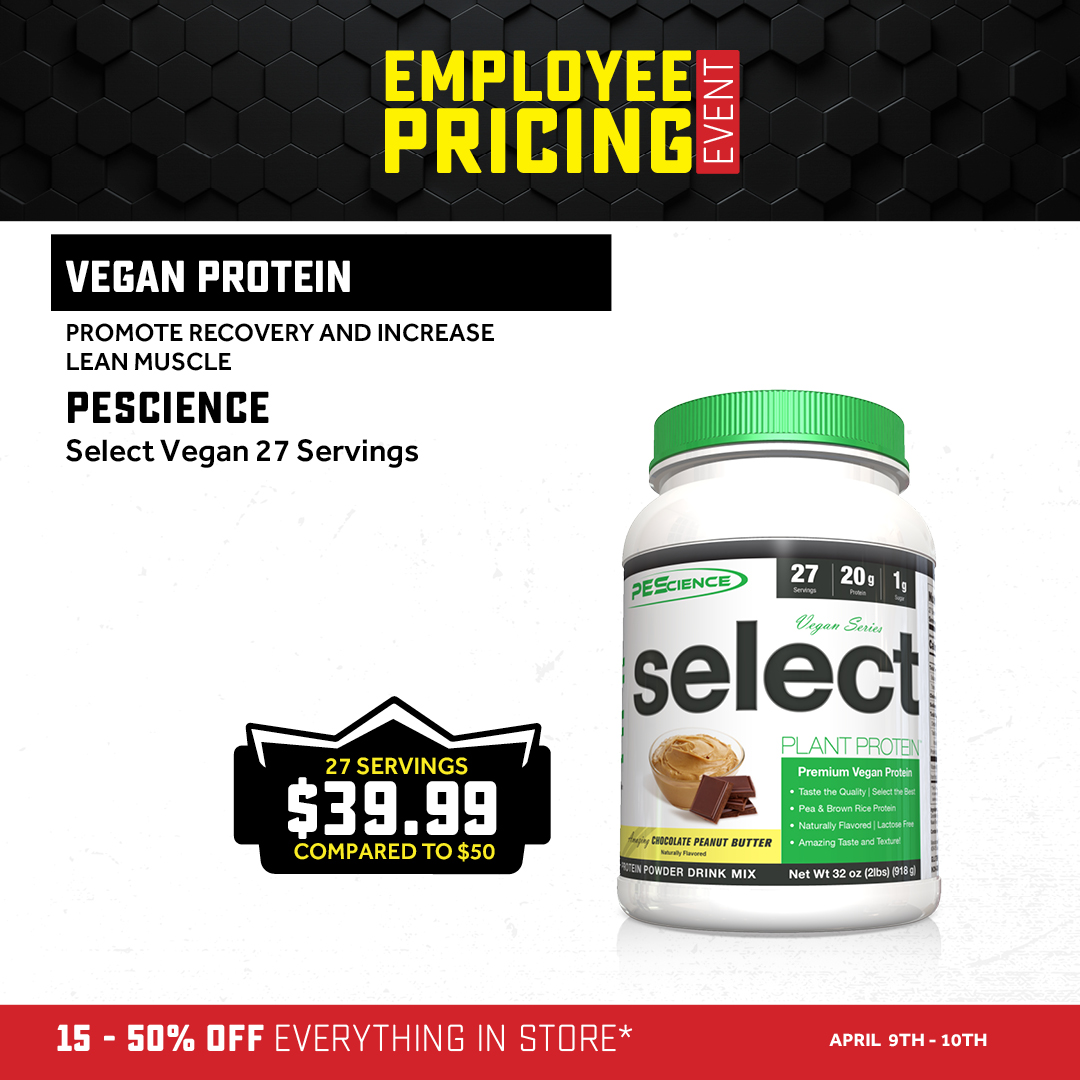 EMPLOYEE
PRICING
EVENT
VEGAN PROTEIN
PROMOTE RECOVERY AND INCREASE
LEAN MUSCLE
PESCIENCE
Select Vegan 27 Servings
27 SERVINGS
$39.99
COMPARED TO $50
PEScience
27 20g 1g
Servings Protein Sugar
Vegan Series
select
PLANT PROTEIN
Premium Vegan Protein
• Taste the Quality | Select the Best
• Pea & Brown Rice Protein
• Naturally Flavored | Lactose Free
• Amazing Taste and Texture!
Amazing CHOCOLATE PEANUT BUTTER
Naturally Flavored
PROTEIN POWDER DRINK MIX
Net Wt 32 oz (2lbs) (918 g)
15 - 50% OFF EVERYTHING IN STORE*
APRIL 9TH - 10TH